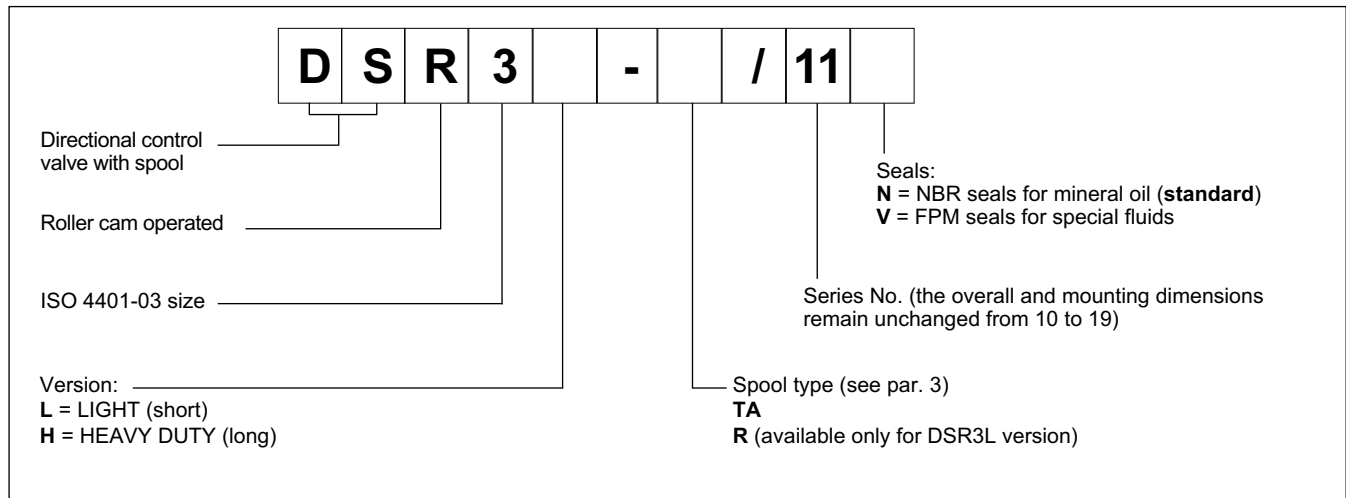 D S R 3 - / 11
Directional control
valve with spool
Roller cam operated
ISO 4401-03 size
Version:
L = LIGHT (short)
H = HEAVY DUTY (long)
Seals:
N = NBR seals for mineral oil (standard)
V = FPM seals for special fluids
Series No. (the overall and mounting dimensions
remain unchanged from 10 to 19)
Spool type (see par. 3)
TA
R (available only for DSR3L version)